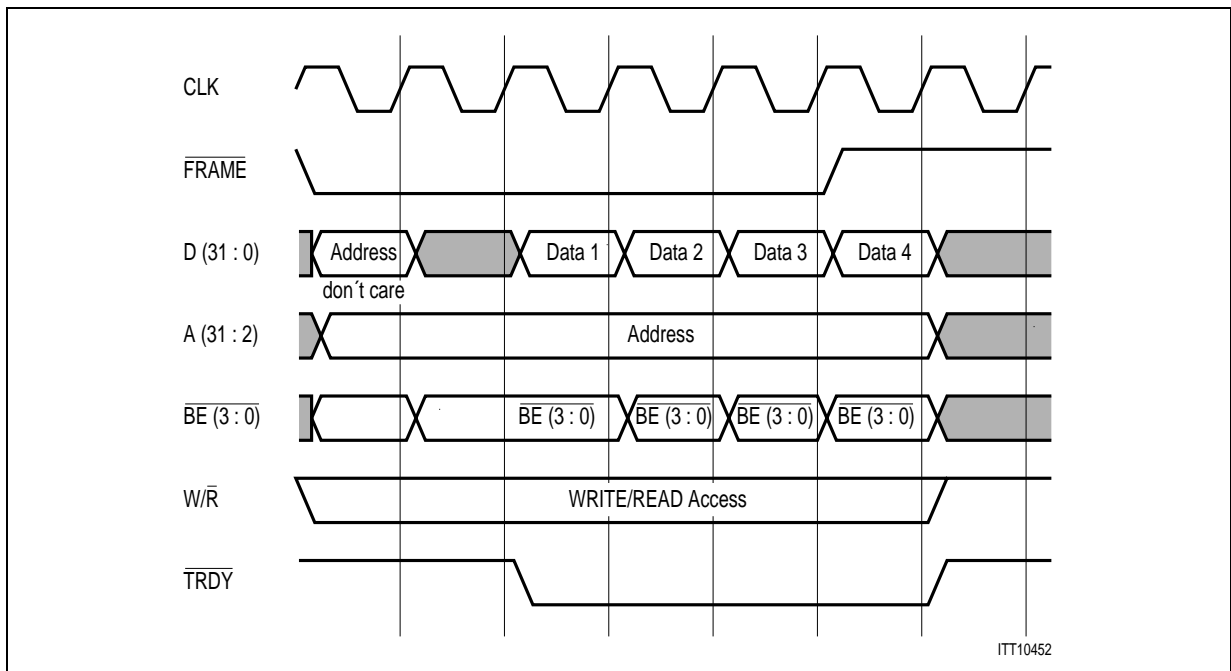 CLK
FRAME
D (31 : 0) Address Data 1 Data 2 Data 3 Data 4
don´t care
A (31 : 2) Address
BE (3 : 0) BE (3 : 0) BE (3 : 0) BE (3 : 0) BE (3 : 0)
W/R̅ WRITE/READ Access
TRDY
ITT10452